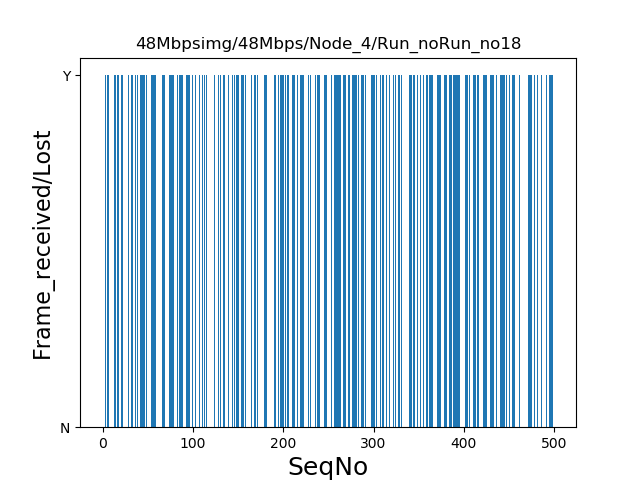 48Mbpsimg/48Mbps/Node_4/Run_noRun_no18
Y
Frame_received/Lost
N
0 100 200 300 400 500
SeqNo